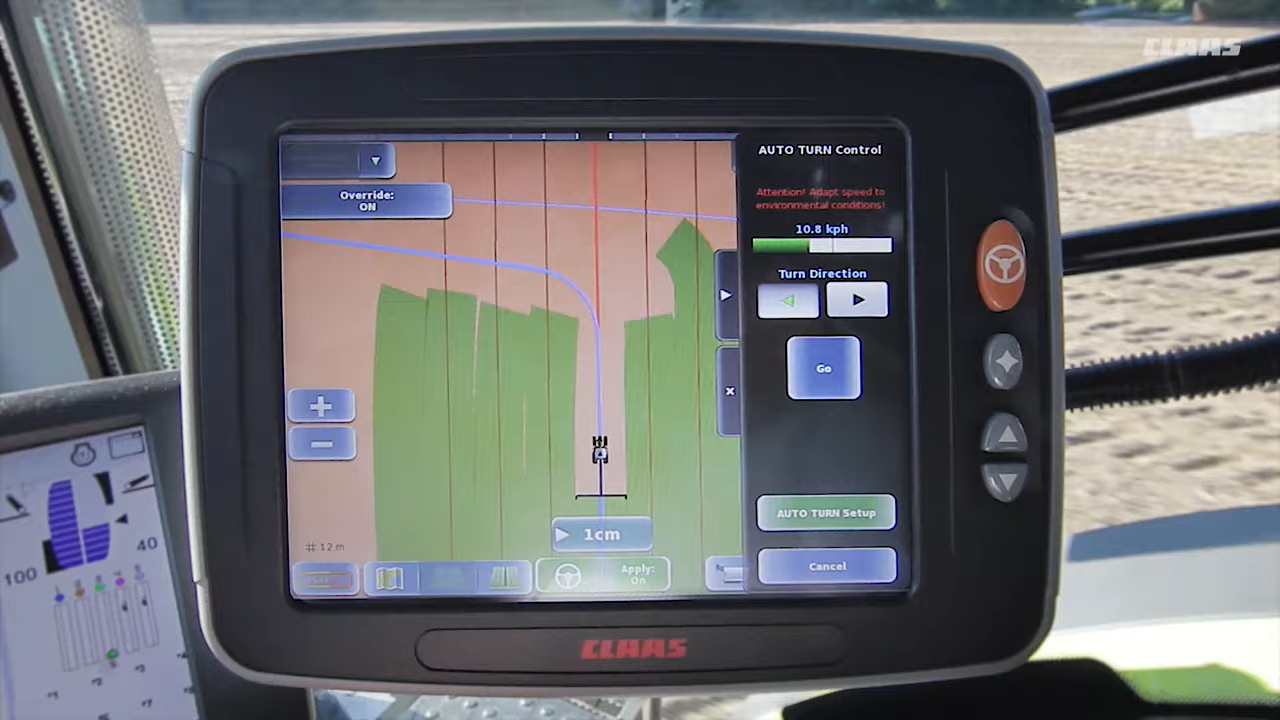 CLAAS
AUTO TURN Control
Attention! Adapt speed to
environmental conditions!
Override:
ON
10.8 kph
Turn Direction
Go
+
−
1cm
AUTO TURN Setup
# 12 m
Apply:
On
Cancel
CLAAS
40
100